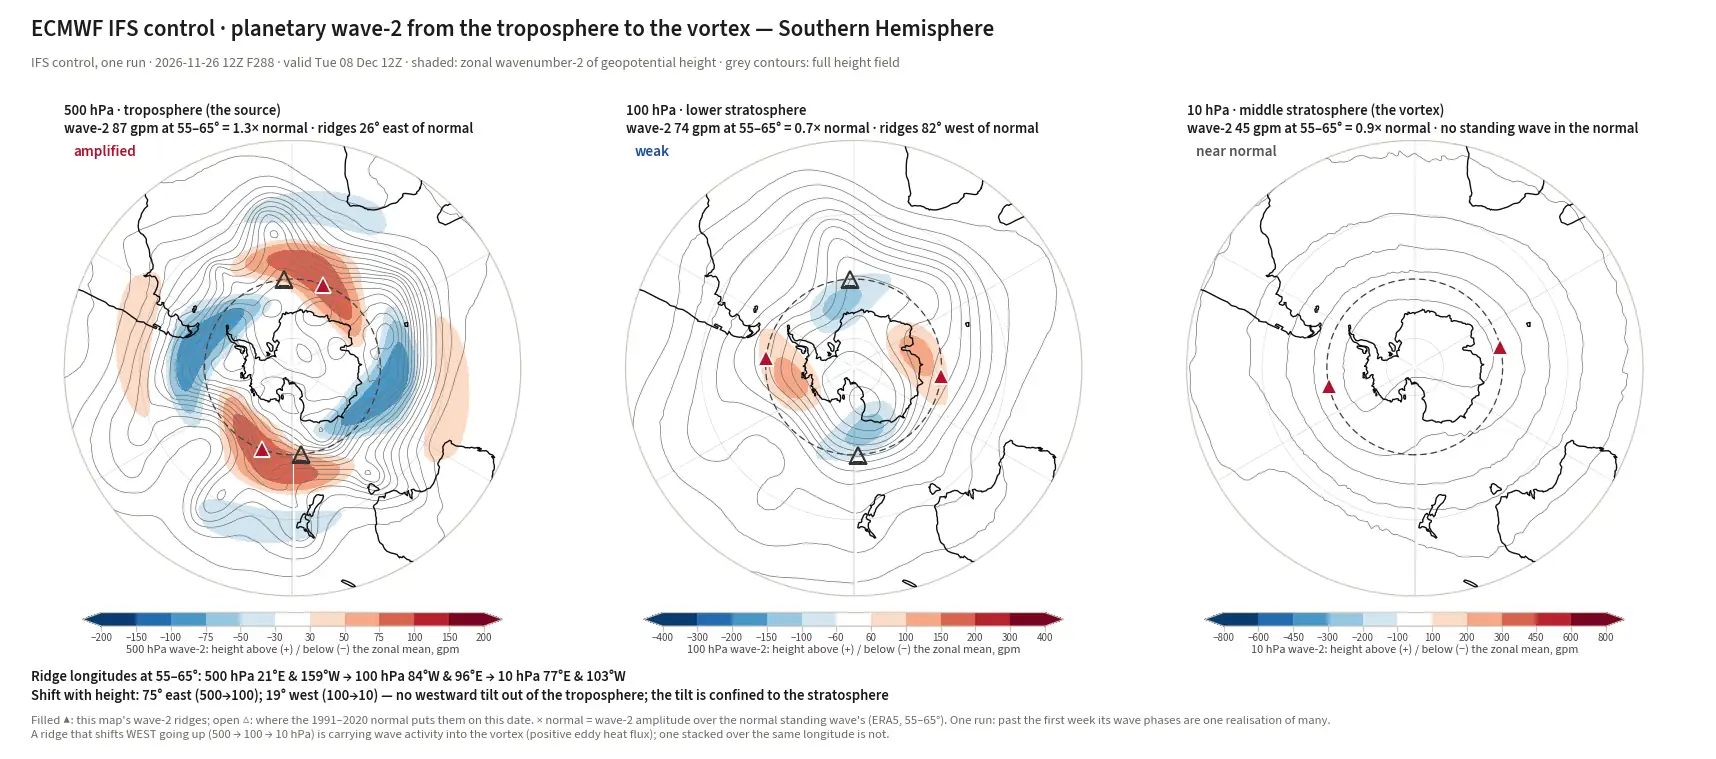 ECMWF IFS control · planetary wave-2 from the troposphere to the vortex — Southern Hemisphere
IFS control, one run · 2026-11-26 12Z F288 · valid Tue 08 Dec 12Z · shaded: zonal wavenumber-2 of geopotential height · grey contours: full height field
500 hPa · troposphere (the source)
wave-2 87 gpm at 55–65° = 1.3× normal · ridges 26° east of normal
amplified
100 hPa · lower stratosphere
wave-2 74 gpm at 55–65° = 0.7× normal · ridges 82° west of normal
weak
10 hPa · middle stratosphere (the vortex)
wave-2 45 gpm at 55–65° = 0.9× normal · no standing wave in the normal
near normal
−200 −150 −100 −75 −50 −30 30 50 75 100 150 200
500 hPa wave-2: height above (+) / below (−) the zonal mean, gpm
−400 −300 −200 −150 −100 −60 60 100 150 200 300 400
100 hPa wave-2: height above (+) / below (−) the zonal mean, gpm
−800 −600 −450 −300 −200 −100 100 200 300 450 600 800
10 hPa wave-2: height above (+) / below (−) the zonal mean, gpm
Ridge longitudes at 55–65°: 500 hPa 21°E & 159°W → 100 hPa 84°W & 96°E → 10 hPa 77°E & 103°W
Shift with height: 75° east (500→100); 19° west (100→10) — no westward tilt out of the troposphere; the tilt is confined to the stratosphere
Filled ▲: this map's wave-2 ridges; open △: where the 1991–2020 normal puts them on this date. × normal = wave-2 amplitude over the normal standing wave's (ERA5, 55–65°). One run: past the first week its wave phases are one realisation of many.
A ridge that shifts WEST going up (500 → 100 → 10 hPa) is carrying wave activity into the vortex (positive eddy heat flux); one stacked over the same longitude is not.